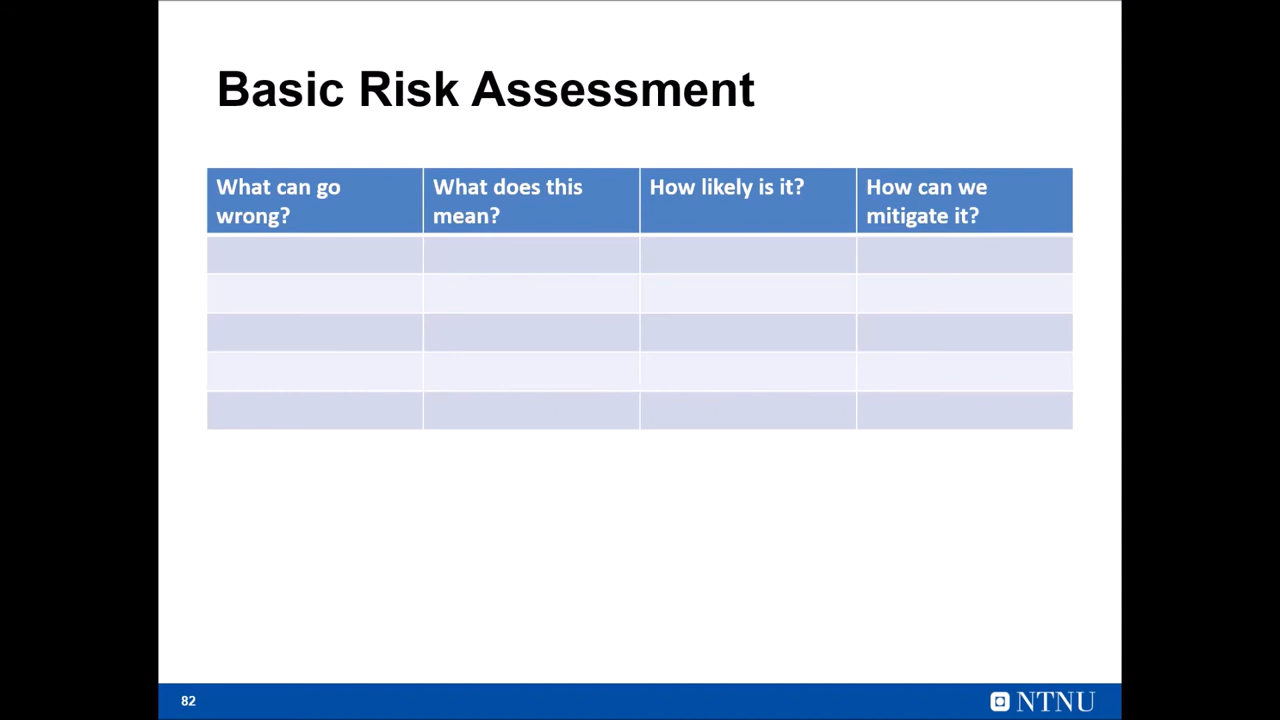 Basic Risk Assessment
What can go
wrong?
What does this
mean?
How likely is it?
How can we
mitigate it?
82
NTNU